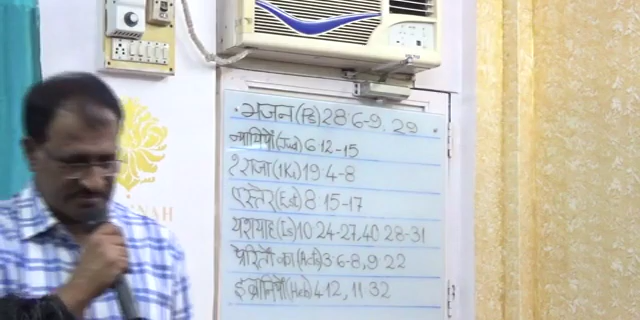 • भजन (Ps) 28 6-9, 29
न्यायियों (Jud) 6 12-15
१ राजा (1Ki) 19 4-8
एस्तेर (Est) 8 15-17
यशायाह (Is) 10 24-27, 40 28-31
प्रेरितों का (Acts) 3 6-8, 9 22
इब्रानियों (Heb) 4 12, 11 32